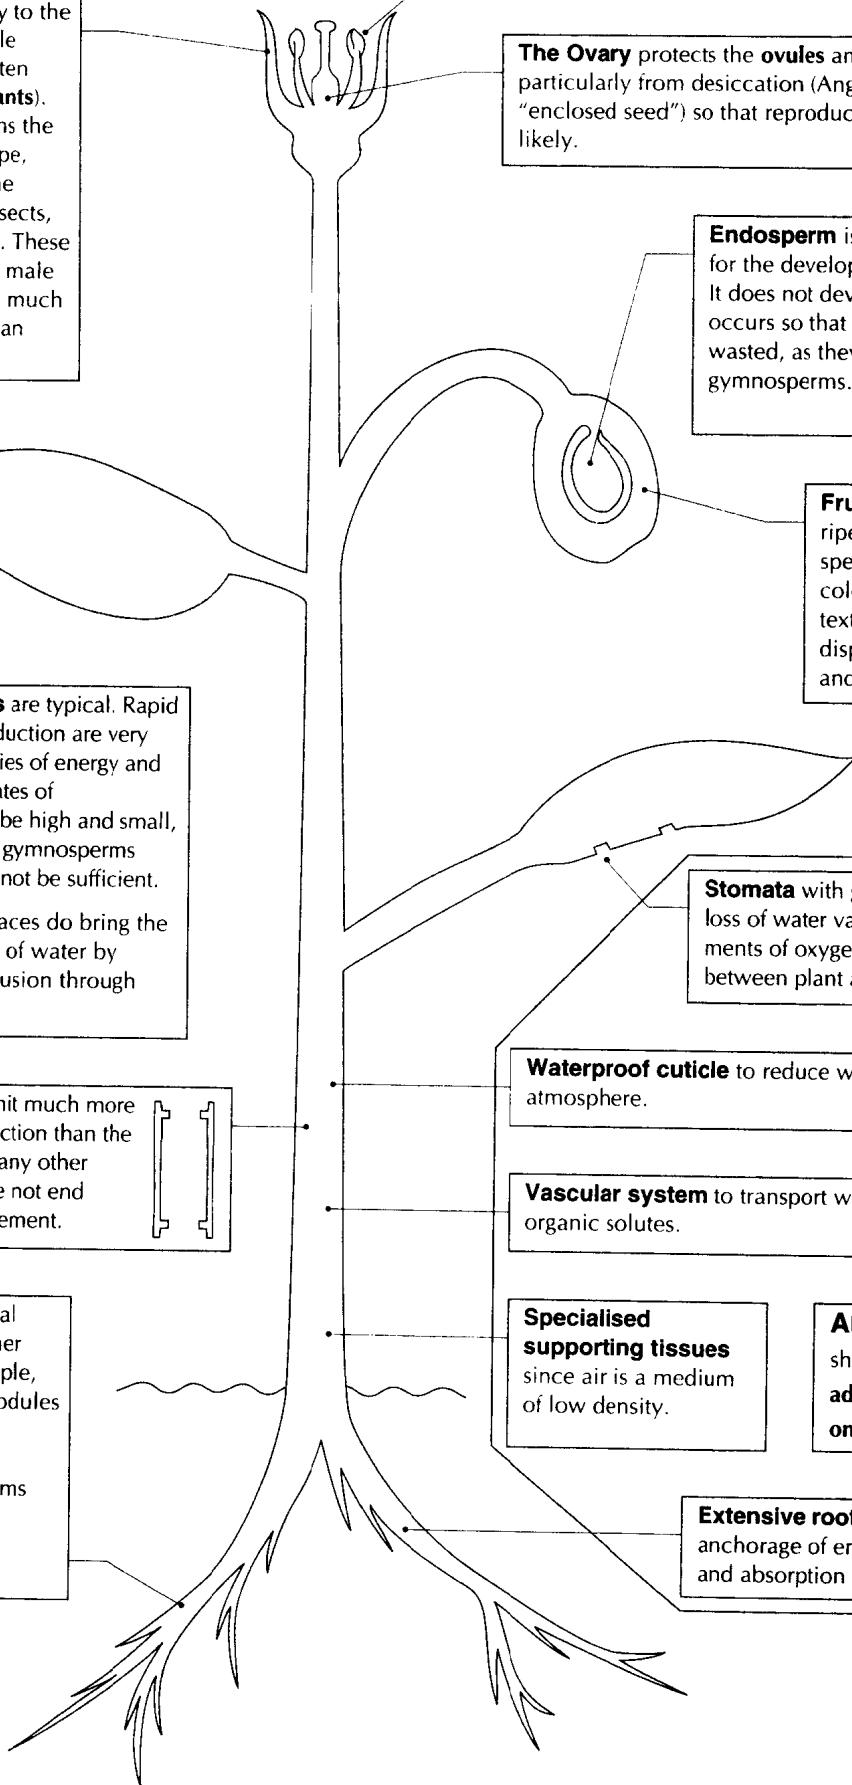 y to the
le
ten
ants).
ns the
pe,
ne
sects,
. These
male
much
an
The Ovary protects the ovules an
particularly from desiccation (Ang
“enclosed seed”) so that reproduc
likely.
Endosperm is
for the develop
It does not dev
occurs so that
wasted, as they
gymnosperms.
Fru
ripe
spe
col
text
disp
and
s are typical. Rapid
duction are very
ies of energy and
ates of
be high and small,
gymnosperms
not be sufficient.
aces do bring the
of water by
usion through
Stomata with g
loss of water va
ments of oxyge
between plant a
Waterproof cuticle to reduce w
atmosphere.
nit much more
ction than the
any other
e not end
ement.
Vascular system to transport w
organic solutes.
al
her
ple,
odules
ms
Specialised
supporting tissues
since air is a medium
of low density.
A
sh
ad
on
Extensive root
anchorage of er
and absorption